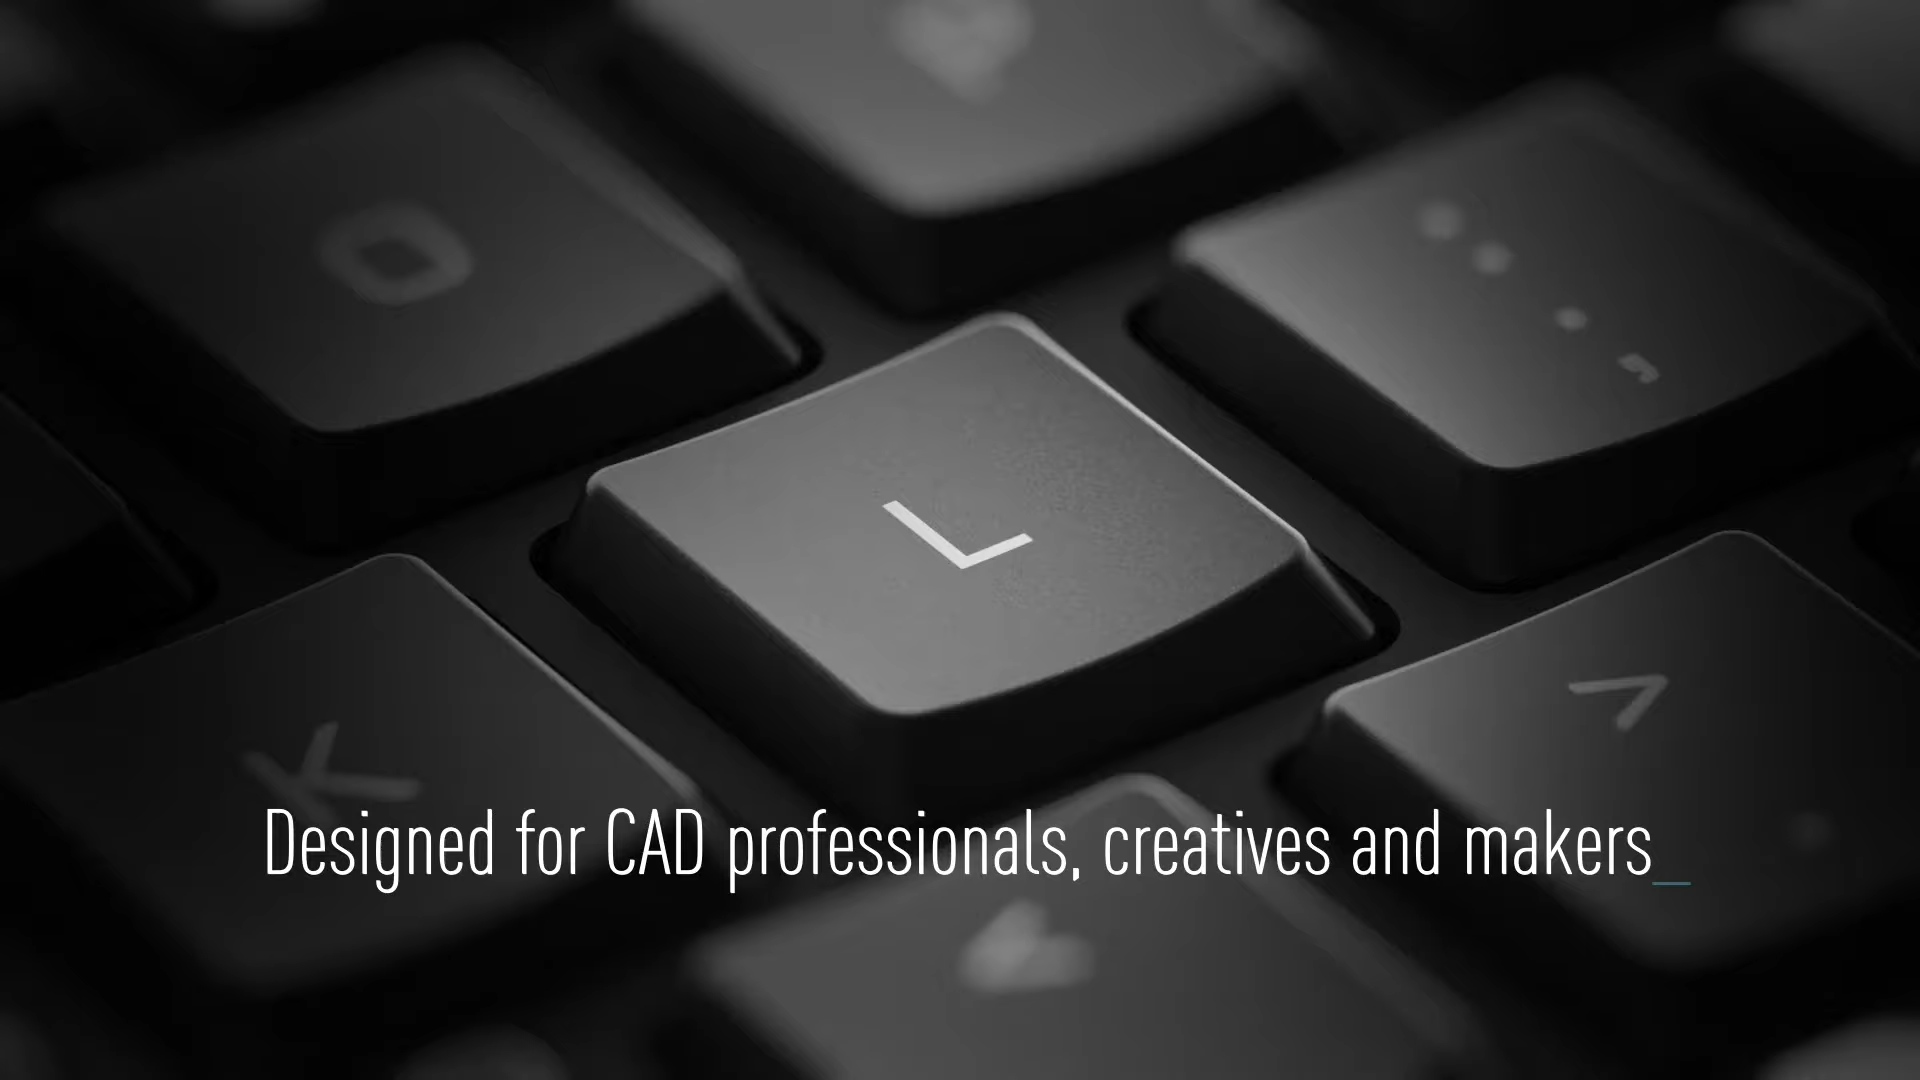 O
L
K
Designed for CAD professionals, creatives and makers_